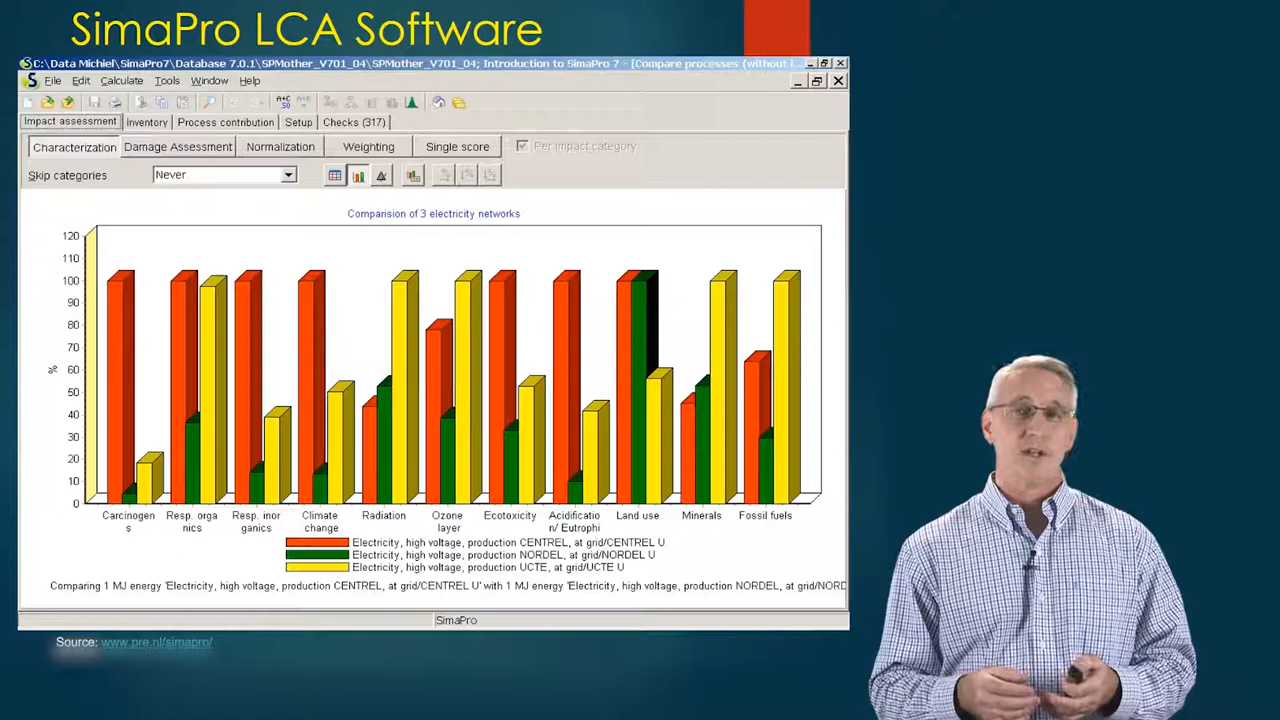 SimaPro LCA Software
C:\Data Michiel\SimaPro7\Database 7.0.1\SPMother_V701_04\SPMother_V701_04; Introduction to SimaPro 7 - [Compare processes (without i...
File Edit Calculate Tools Window Help
Impact assessment Inventory Process contribution Setup Checks (317)
Characterization Damage Assessment Normalization Weighting Single score Per impact category
Skip categories Never
Comparision of 3 electricity networks
120
110
100
90
80
70
60
50
40
30
20
10
0
%
Carcinogen Resp. orga Resp. inor Climate Radiation Ozone Ecotoxicity Acidificatio Land use Minerals Fossil fuels
s nics ganics change layer n/ Eutrophi
Electricity, high voltage, production CENTREL, at grid/CENTREL U
Electricity, high voltage, production NORDEL, at grid/NORDEL U
Electricity, high voltage, production UCTE, at grid/UCTE U
Comparing 1 MJ energy 'Electricity, high voltage, production CENTREL, at grid/CENTREL U' with 1 MJ energy 'Electricity, high voltage, production NORDEL, at grid/NORD
SimaPro
Source: www.pre.nl/simapro/